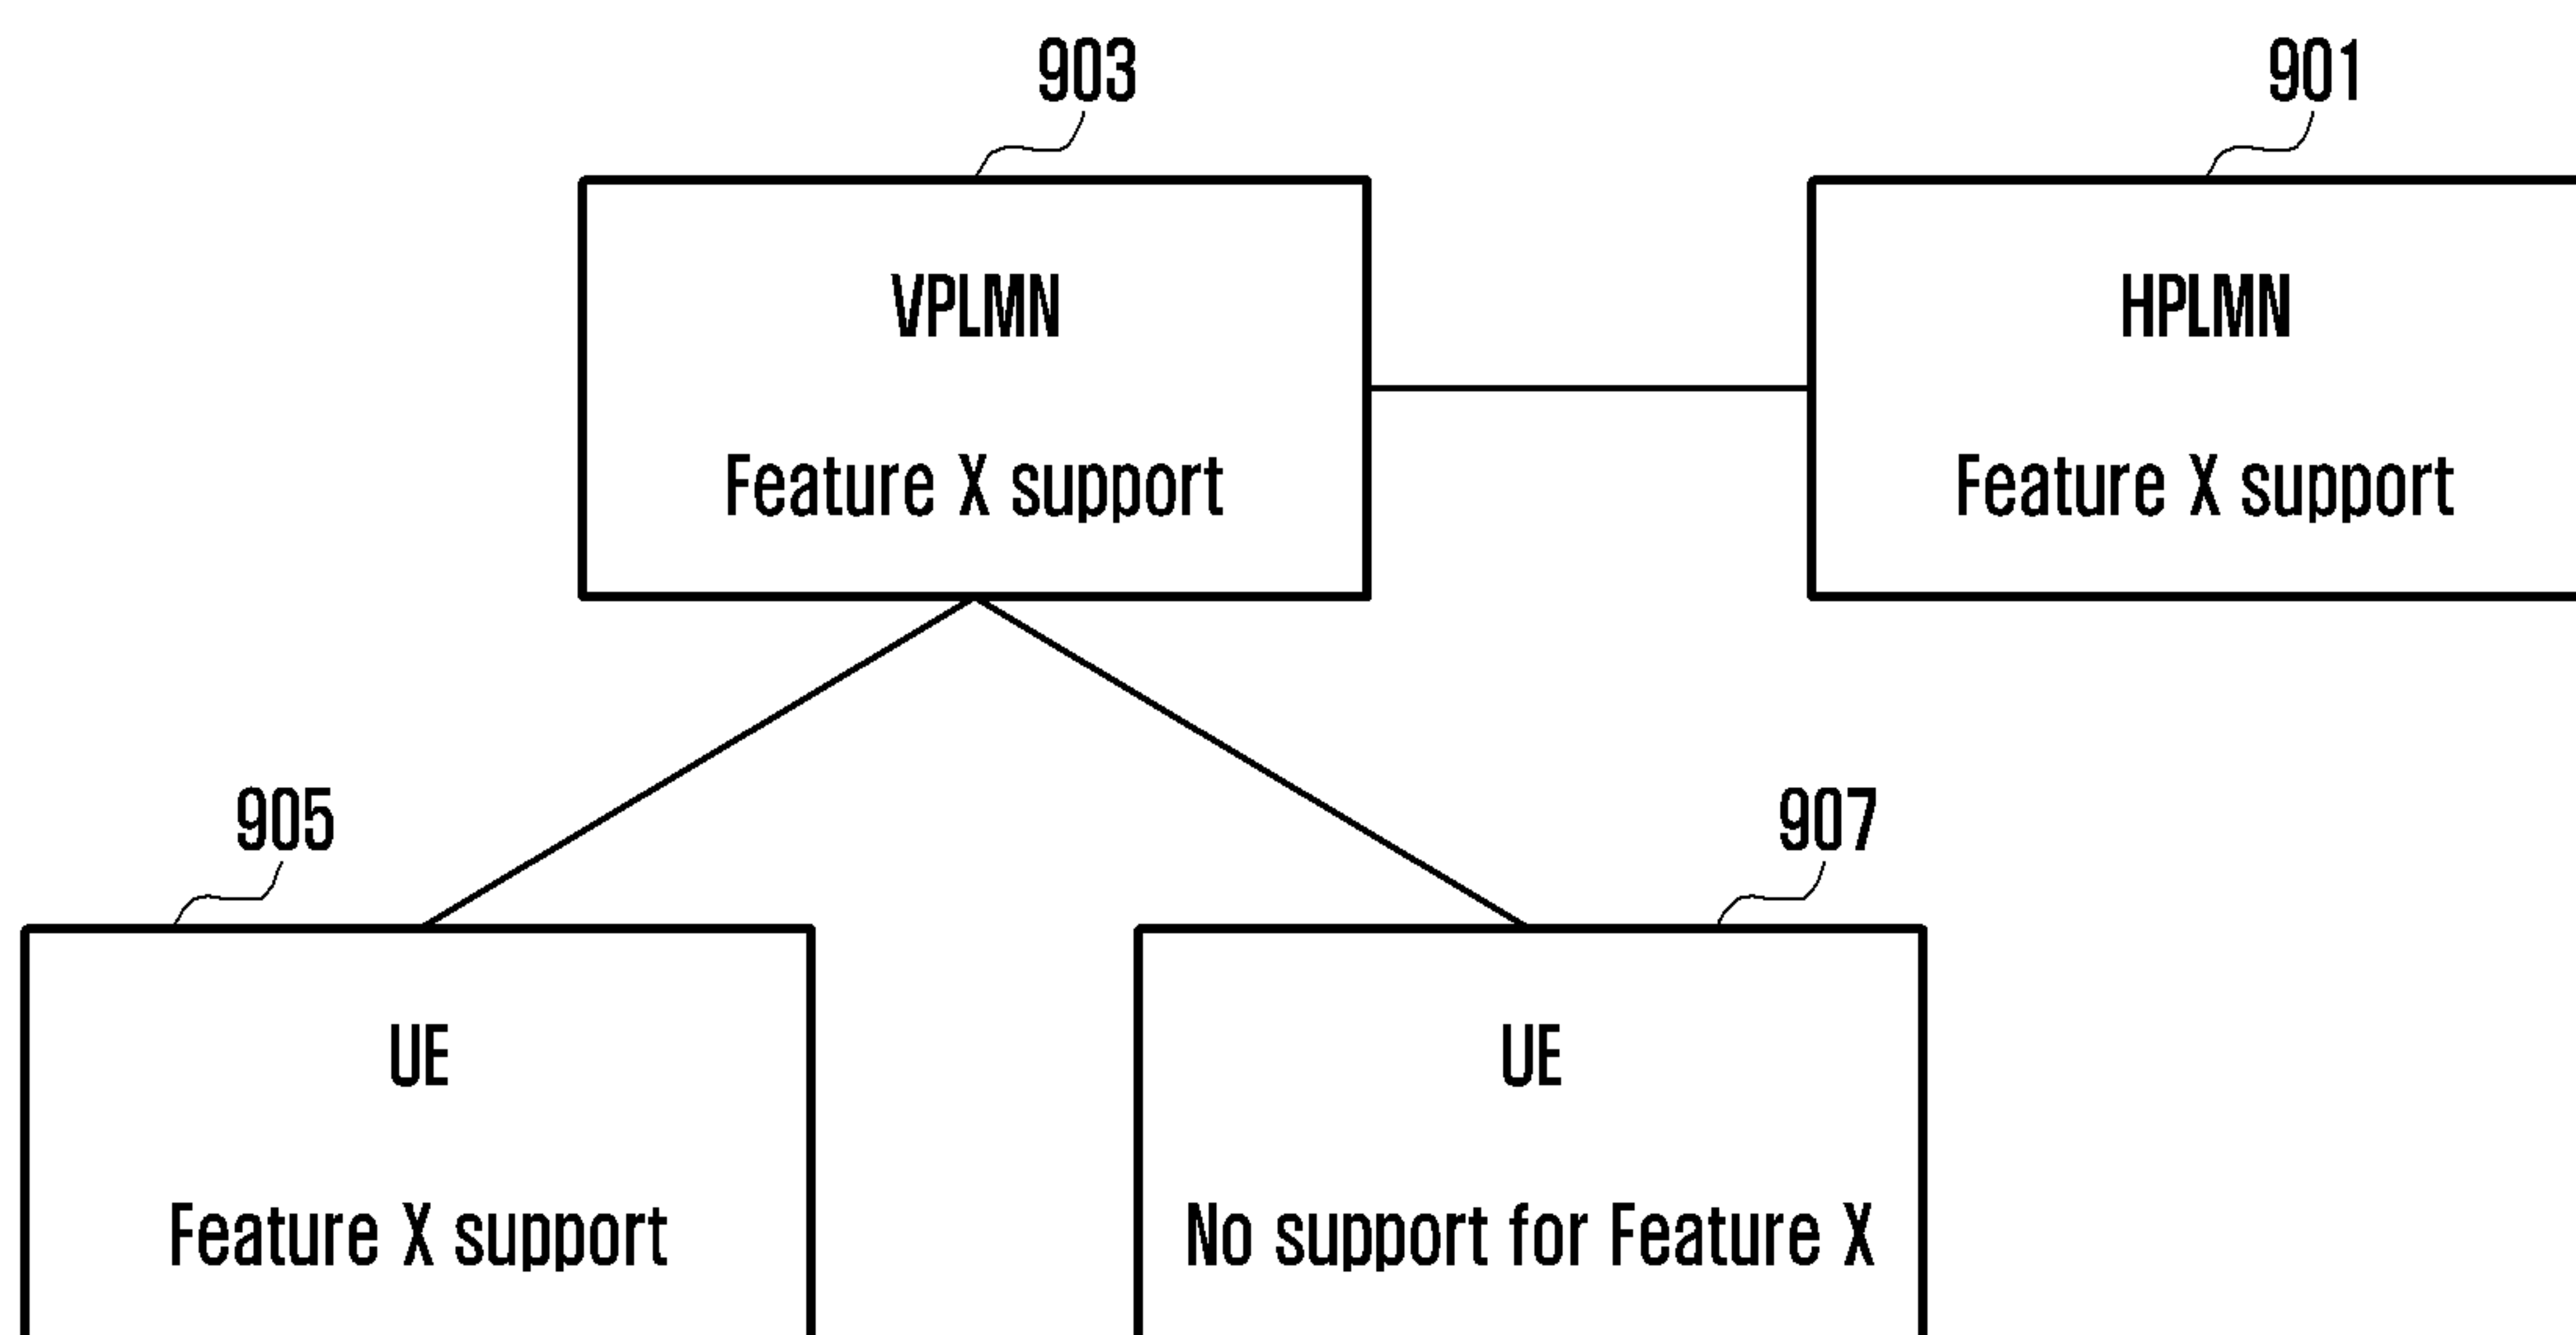 903
901
VPLMN
Feature X support
HPLMN
Feature X support
905
907
UE
Feature X support
UE
No support for Feature X